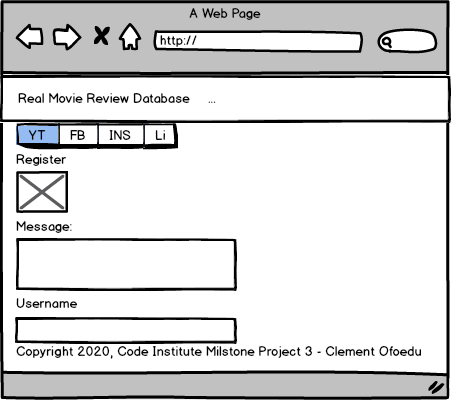 A Web Page
http://
Real Movie Review Database ...
YT FB INS Li
Register
Message:
Username
Copyright 2020, Code Institute Milstone Project 3 - Clement Ofoedu